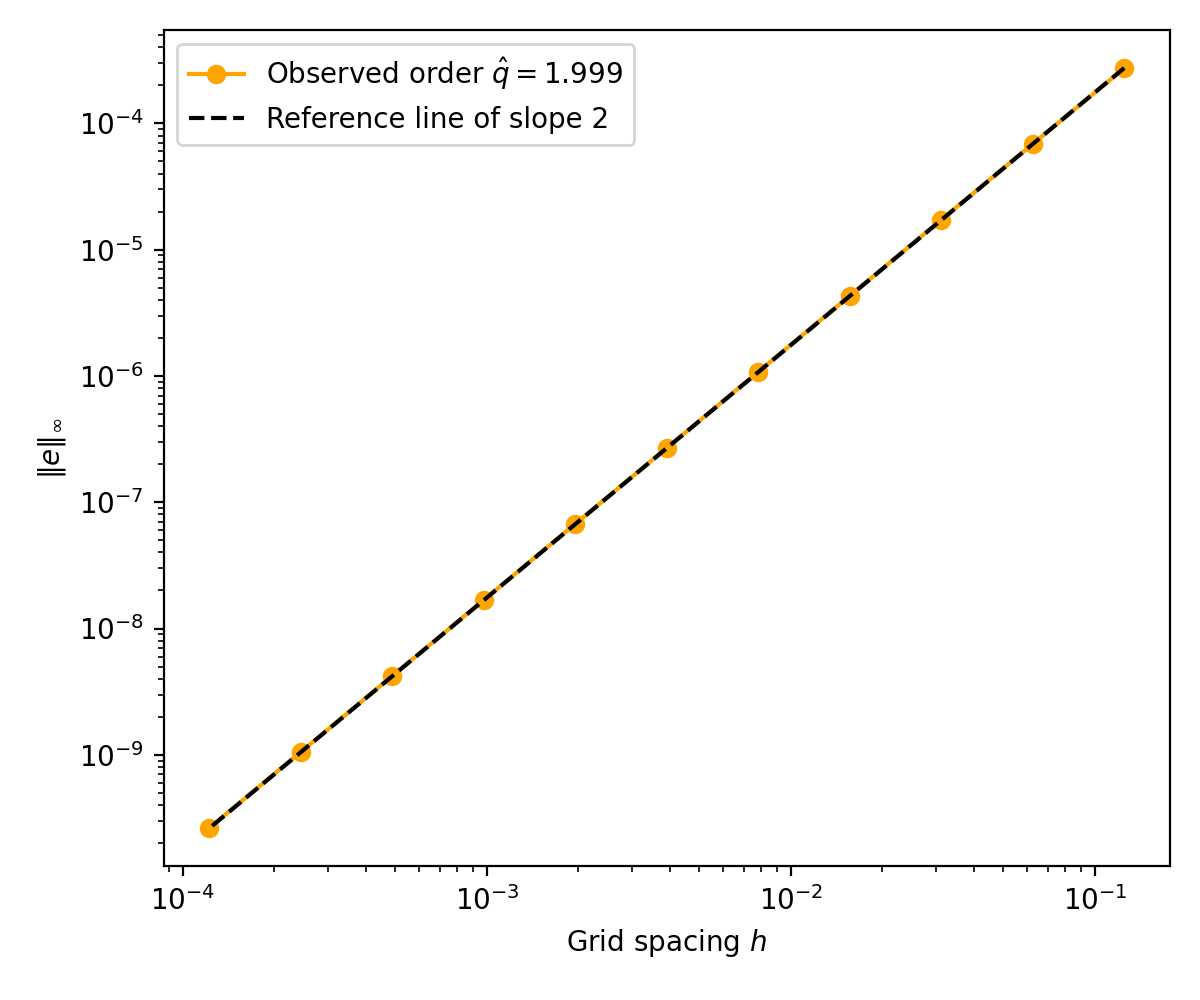 Observed order $\hat{q} = 1.999$
Reference line of slope 2
10⁻⁴
10⁻⁵
10⁻⁶
10⁻⁷
10⁻⁸
10⁻⁹
‖e‖∞
10⁻⁴ 10⁻³ 10⁻² 10⁻¹
Grid spacing h